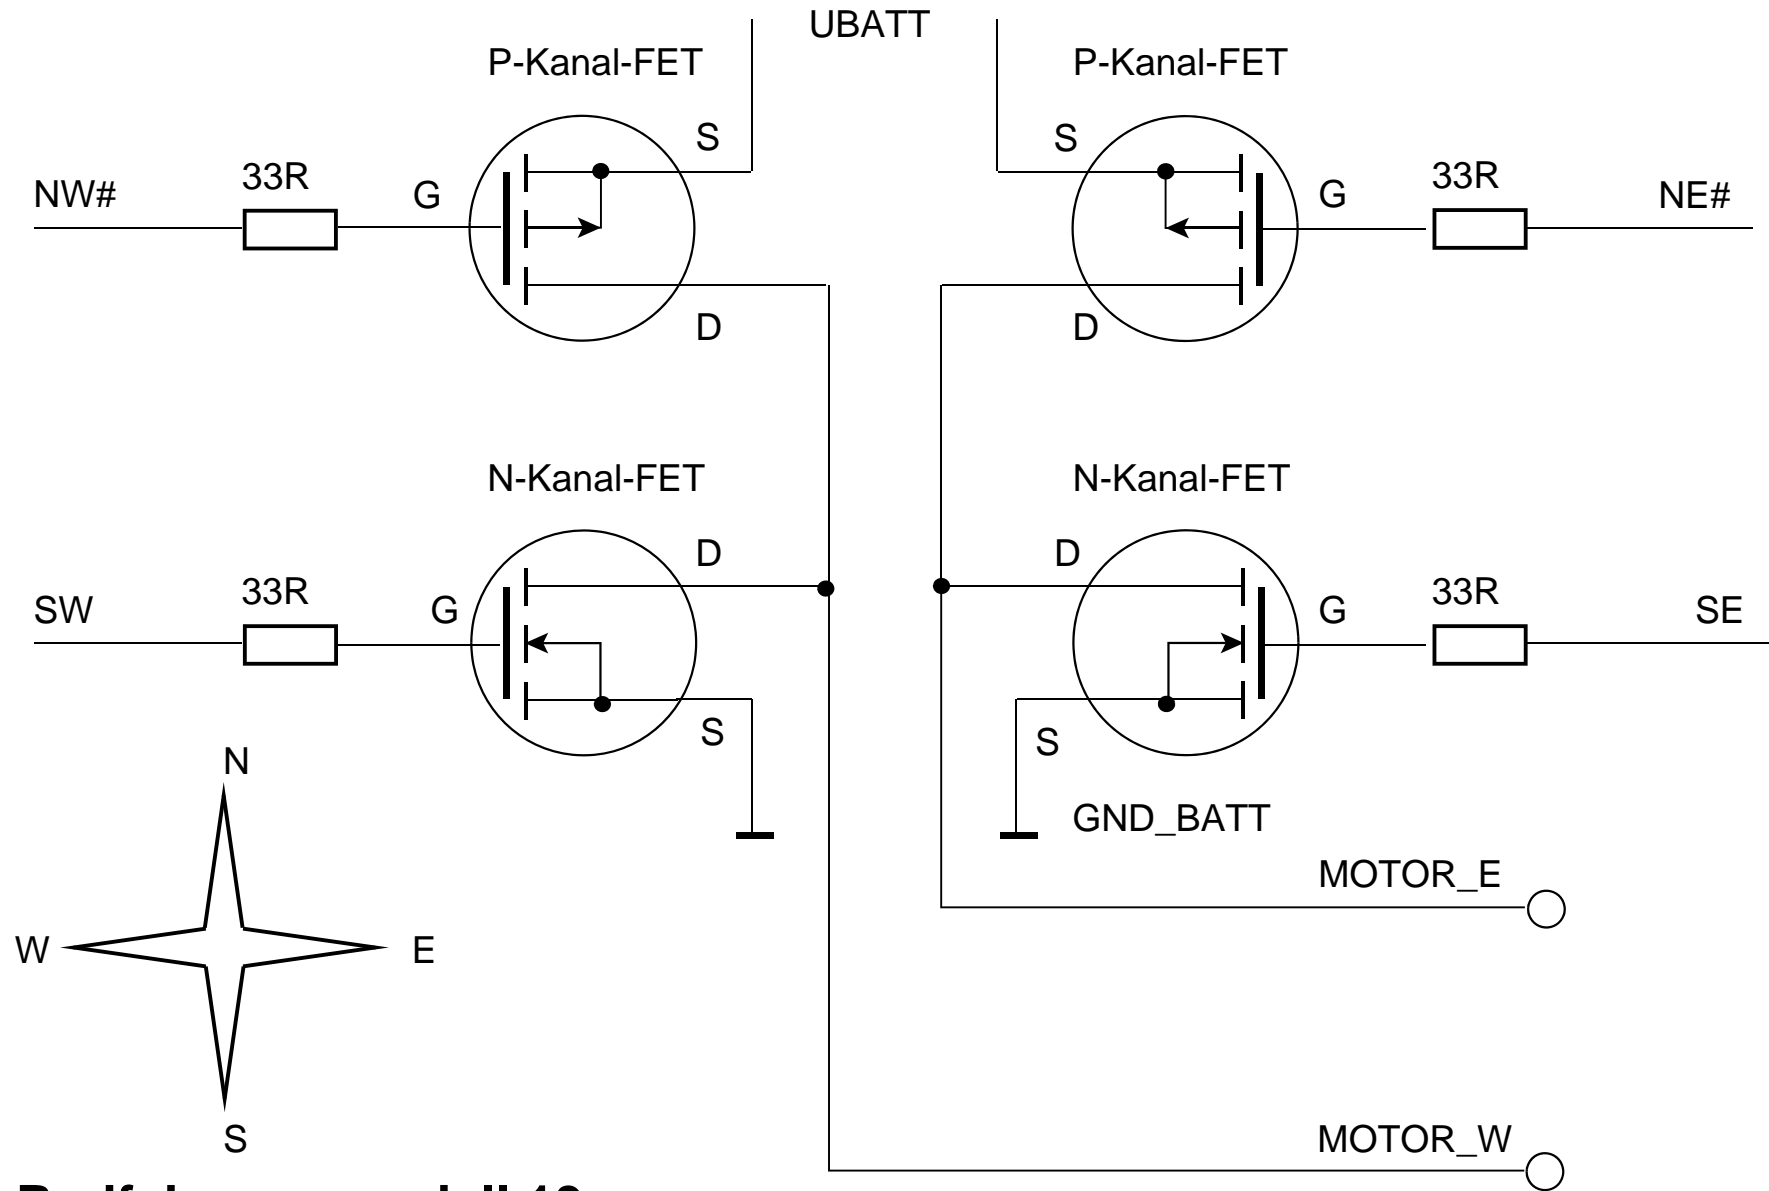 UBATT
P-Kanal-FET
P-Kanal-FET
S
S
33R
33R
NW#
G
G
NE#
D
D
N-Kanal-FET
N-Kanal-FET
D
D
33R
33R
SW
G
G
SE
S
S
N
GND_BATT
MOTOR_E
W
E
S
MOTOR_W